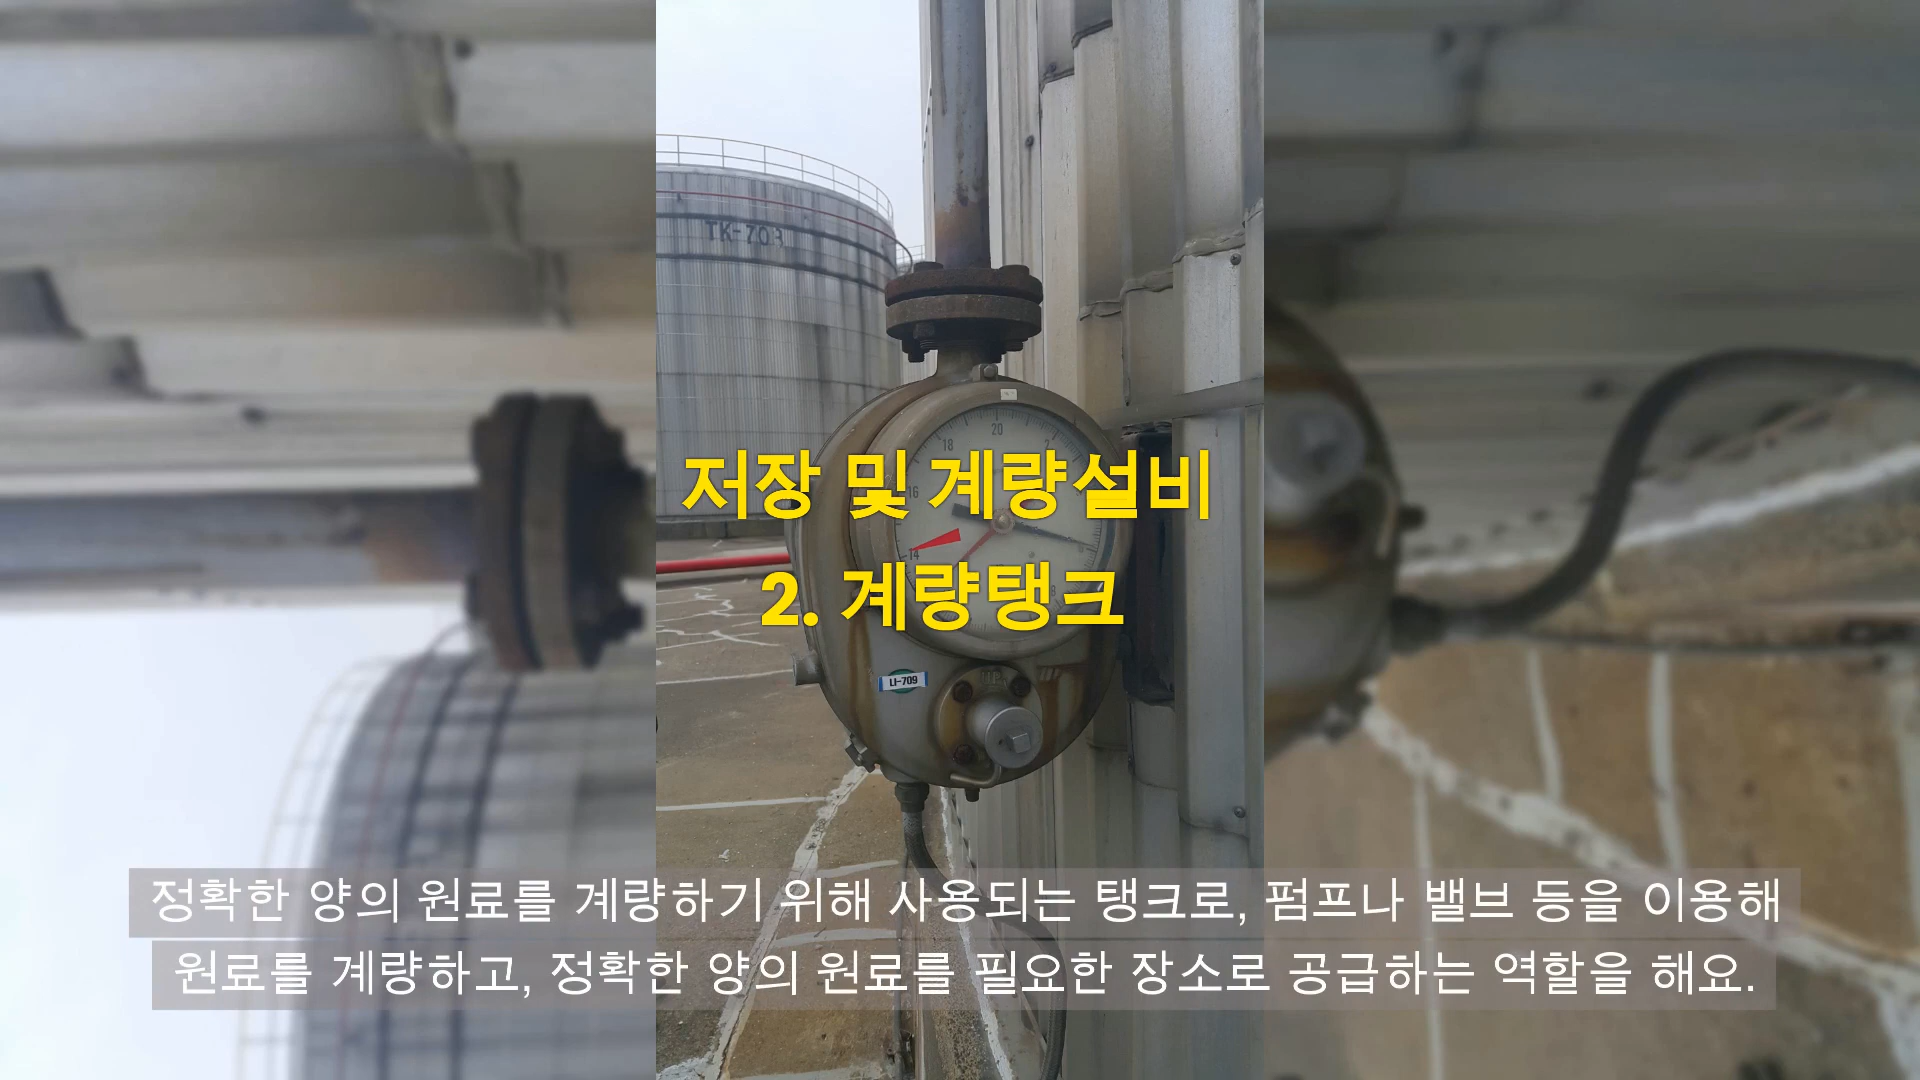 TK-703
20
18
2
16
14
8
저장 및 계량설비
2. 계량탱크
LI-709
정확한 양의 원료를 계량하기 위해 사용되는 탱크로, 펌프나 밸브 등을 이용해
원료를 계량하고, 정확한 양의 원료를 필요한 장소로 공급하는 역할을 해요.